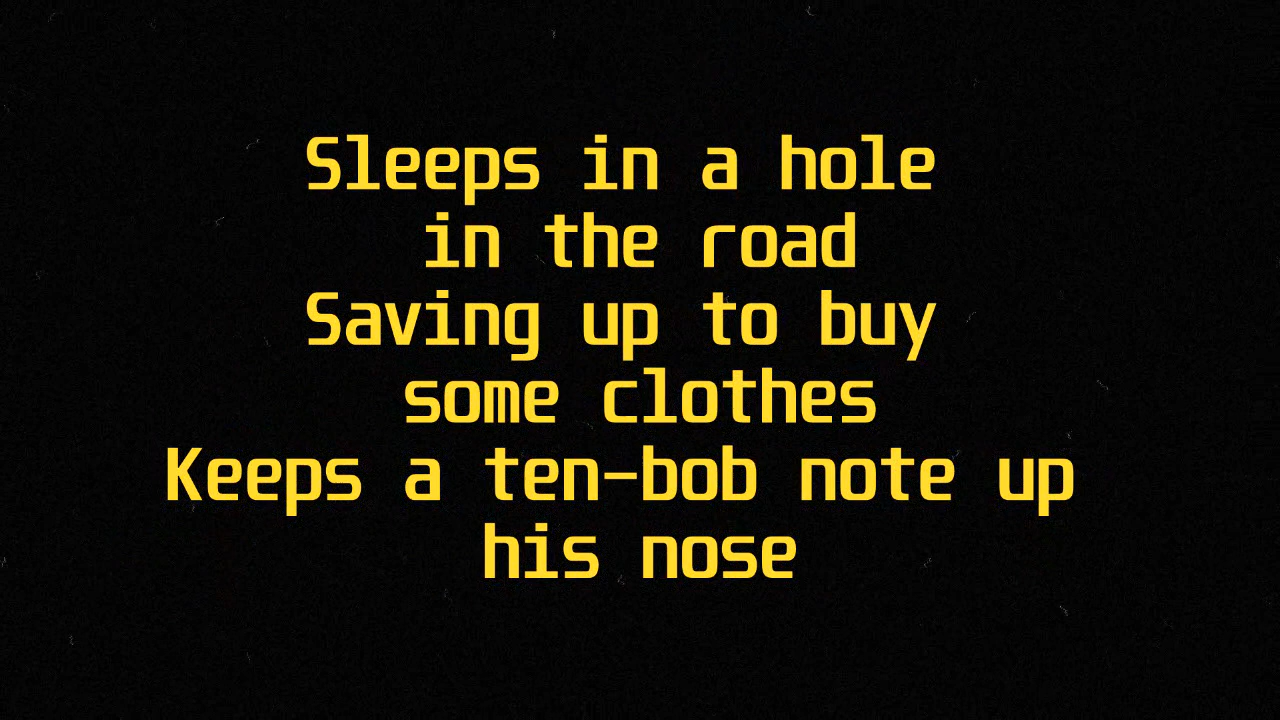 Sleeps in a hole
in the road
Saving up to buy
some clothes
Keeps a ten-bob note up
his nose